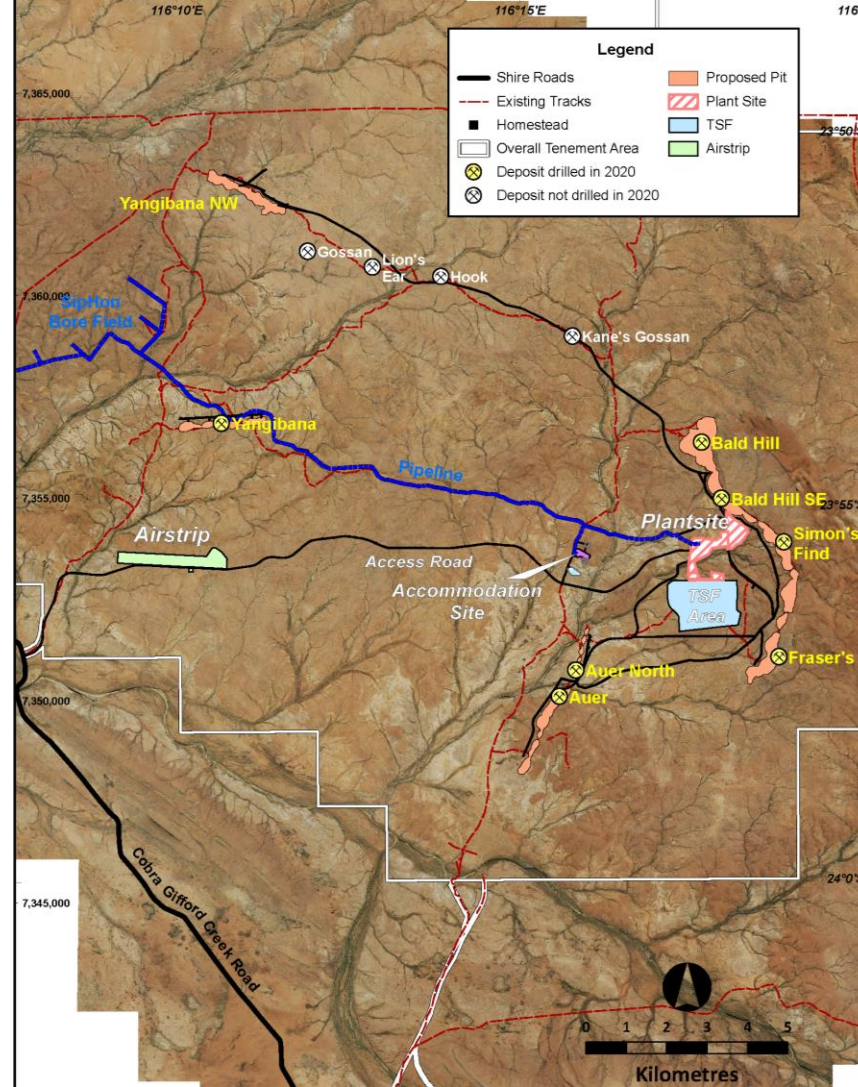 116°10'E
116°15'E
116°
Legend
Shire Roads
Existing Tracks
Homestead
Overall Tenement Area
Deposit drilled in 2020
Deposit not drilled in 2020
Proposed Pit
Plant Site
TSF
Airstrip
7,365,000
23°50'
Yangibana NW
Gossan
Lion's
Ear
Hook
7,360,000
SipHon
Bore Field
Kane's Gossan
Yangibana
Bald Hill
Pipeline
7,355,000
Bald Hill SE
23°55'
Airstrip
Plantsite
Simon's
Find
Access Road
Accommodation
Site
TSF
Area
Auer North
Fraser's
Auer
7,350,000
Cobra Gifford Creek Road
24°0'
7,345,000
0 1 2 3 4 5
Kilometres